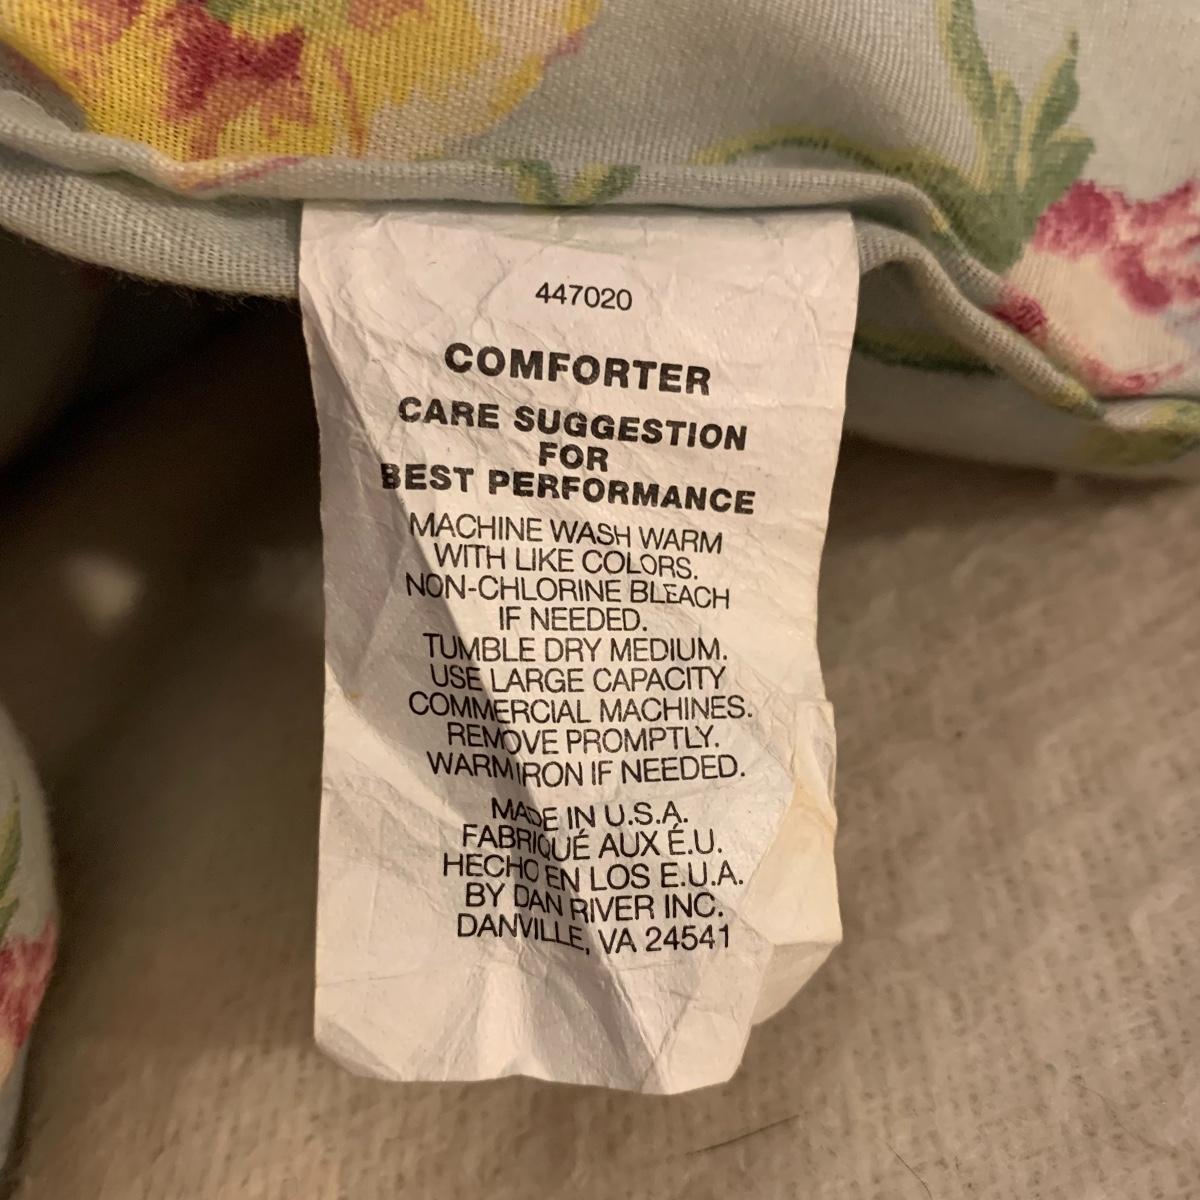 447020
COMFORTER
CARE SUGGESTION
FOR
BEST PERFORMANCE
MACHINE WASH WARM
WITH LIKE COLORS.
NON-CHLORINE BLEACH
IF NEEDED.
TUMBLE DRY MEDIUM.
USE LARGE CAPACITY
COMMERCIAL MACHINES.
REMOVE PROMPTLY.
WARM IRON IF NEEDED.
MADE IN U.S.A.
FABRIQUÉ AUX É.U.
HECHO EN LOS E.U.A.
BY DAN RIVER INC.
DANVILLE, VA 24541